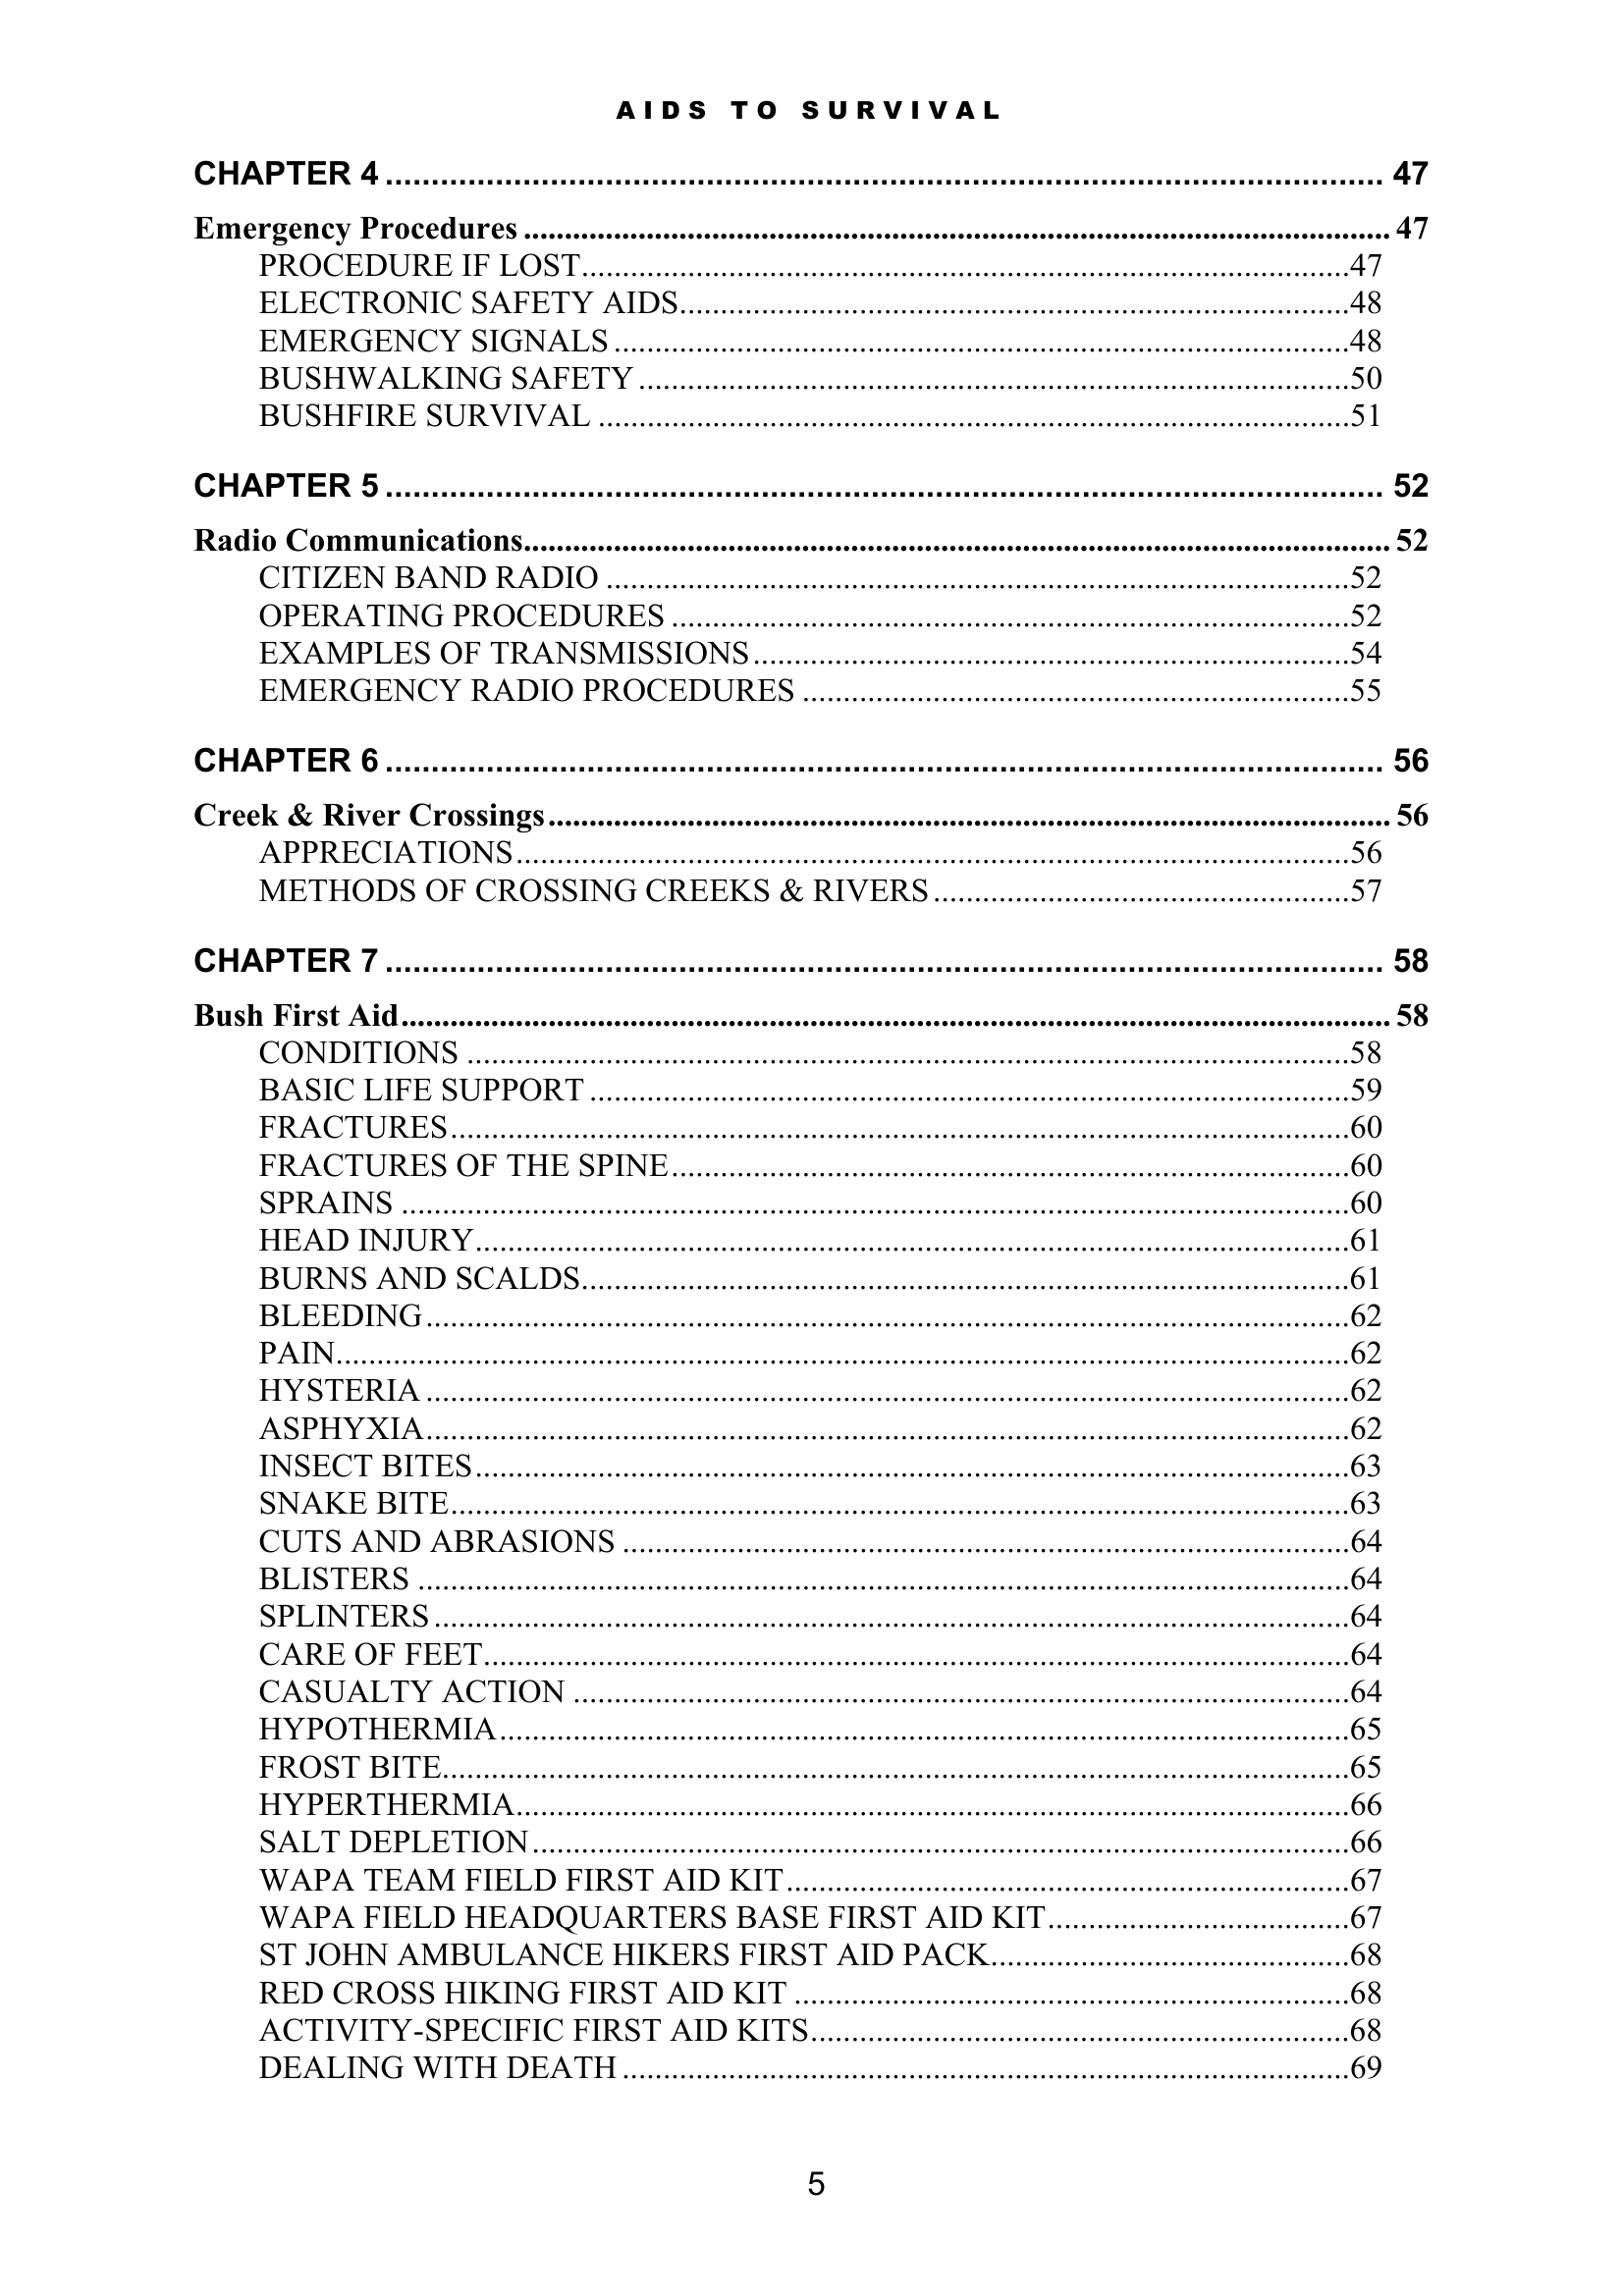 AIDS TO SURVIVAL
CHAPTER 4 ........................................ 47
Emergency Procedures ........................................ 47
PROCEDURE IF LOST........................................47
ELECTRONIC SAFETY AIDS........................................48
EMERGENCY SIGNALS ........................................48
BUSHWALKING SAFETY ........................................50
BUSHFIRE SURVIVAL ........................................51
CHAPTER 5 ........................................ 52
Radio Communications........................................ 52
CITIZEN BAND RADIO ........................................52
OPERATING PROCEDURES ........................................52
EXAMPLES OF TRANSMISSIONS........................................54
EMERGENCY RADIO PROCEDURES ........................................55
CHAPTER 6 ........................................ 56
Creek & River Crossings........................................ 56
APPRECIATIONS........................................56
METHODS OF CROSSING CREEKS & RIVERS........................................57
CHAPTER 7 ........................................ 58
Bush First Aid........................................ 58
CONDITIONS ........................................58
BASIC LIFE SUPPORT ........................................59
FRACTURES........................................60
FRACTURES OF THE SPINE........................................60
SPRAINS ........................................60
HEAD INJURY........................................61
BURNS AND SCALDS........................................61
BLEEDING........................................62
PAIN........................................62
HYSTERIA ........................................62
ASPHYXIA........................................62
INSECT BITES........................................63
SNAKE BITE........................................63
CUTS AND ABRASIONS ........................................64
BLISTERS ........................................64
SPLINTERS ........................................64
CARE OF FEET........................................64
CASUALTY ACTION ........................................64
HYPOTHERMIA........................................65
FROST BITE........................................65
HYPERTHERMIA........................................66
SALT DEPLETION........................................66
WAPA TEAM FIELD FIRST AID KIT........................................67
WAPA FIELD HEADQUARTERS BASE FIRST AID KIT........................................67
ST JOHN AMBULANCE HIKERS FIRST AID PACK........................................68
RED CROSS HIKING FIRST AID KIT ........................................68
ACTIVITY-SPECIFIC FIRST AID KITS........................................68
DEALING WITH DEATH ........................................69
5